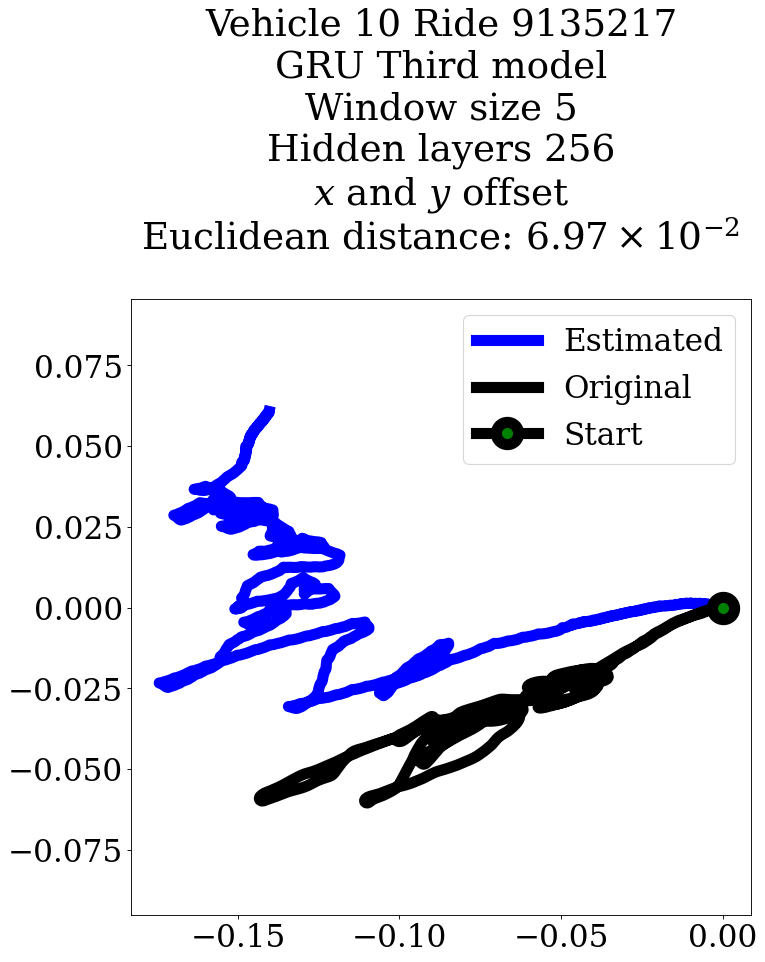 Vehicle 10 Ride 9135217
GRU Third model
Window size 5
Hidden layers 256
x and y offset
Euclidean distance: 6.97 × 10⁻²
Estimated
Original
Start
0.075
0.050
0.025
0.000
−0.025
−0.050
−0.075
−0.15 −0.10 −0.05 0.00